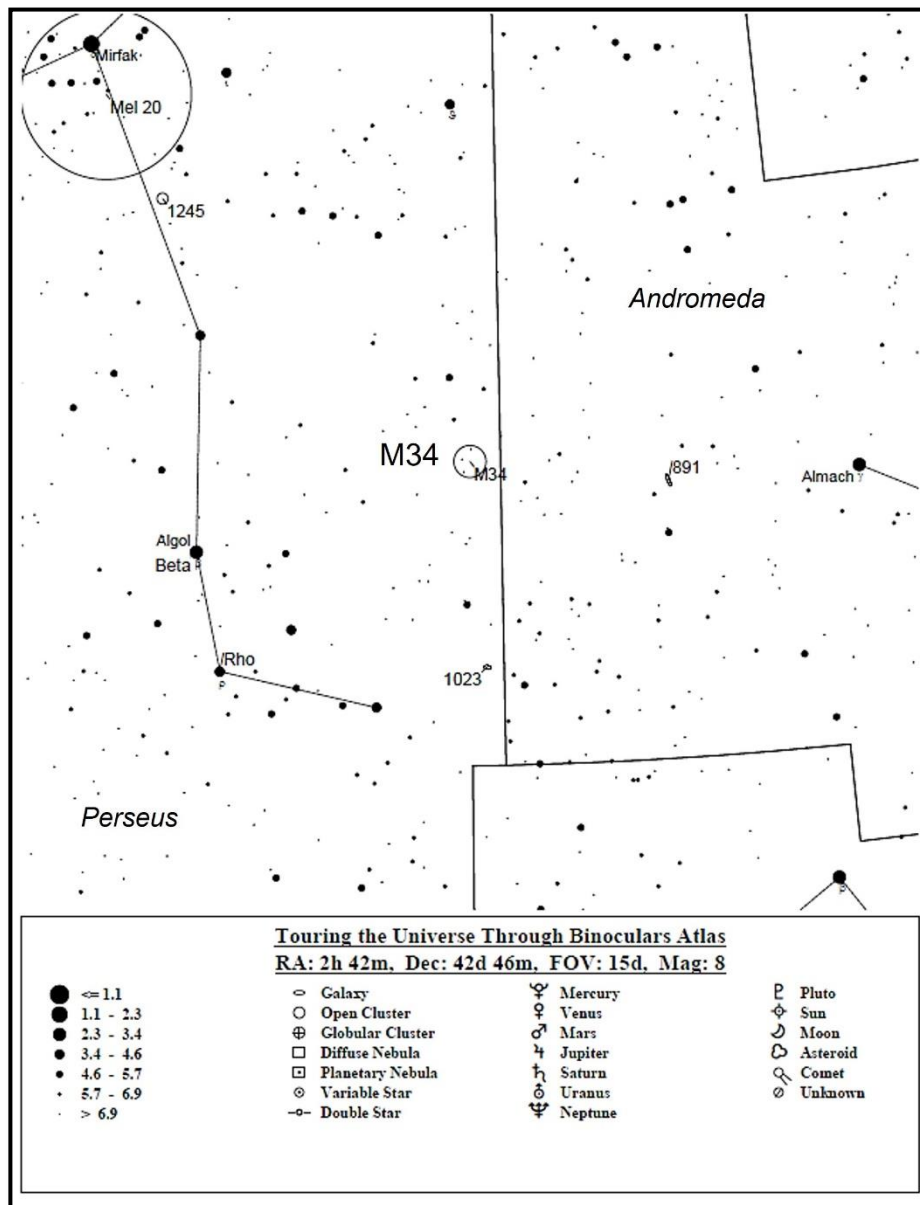 Mirfak
Mel 20
1245
Andromeda
M34
M34
/891
Almach
γ
Algol
Beta
β
/Rho
ρ
1023
Perseus
β
Touring the Universe Through Binoculars Atlas
RA: 2h 42m, Dec: 42d 46m, FOV: 15d, Mag: 8
<= 1.1
1.1 - 2.3
2.3 - 3.4
3.4 - 4.6
4.6 - 5.7
5.7 - 6.9
> 6.9
Galaxy
Open Cluster
Globular Cluster
Diffuse Nebula
Planetary Nebula
Variable Star
Double Star
Mercury
Venus
Mars
Jupiter
Saturn
Uranus
Neptune
Pluto
Sun
Moon
Asteroid
Comet
Unknown